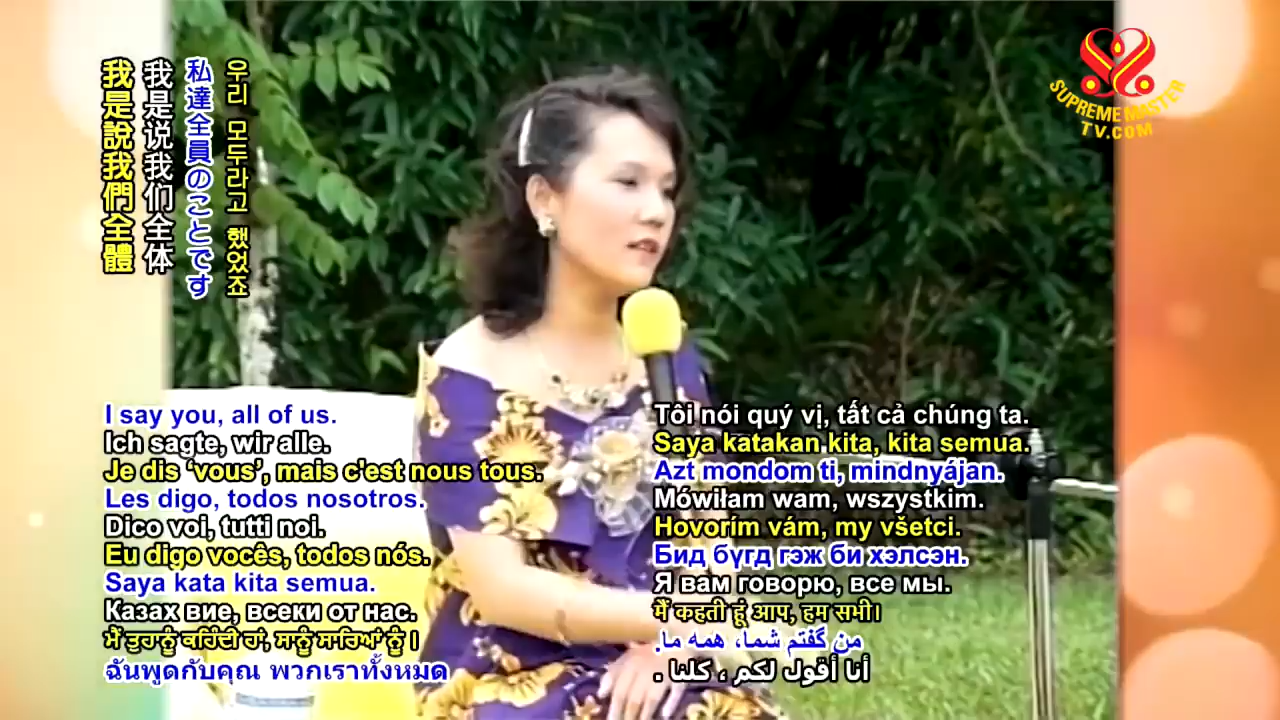 我是說我們全體
我是说我们全体
私達全員のことです
우리 모두라고 했었죠
SUPREME MASTER
TV.COM
I say you, all of us.
Ich sagte, wir alle.
Je dis ‘vous’, mais c'est nous tous.
Les digo, todos nosotros.
Dico voi, tutti noi.
Eu digo vocês, todos nós.
Saya kata kita semua.
Казах вие, всеки от нас.
ਮੈਂ ਤੁਹਾਨੂੰ ਕਹਿੰਦੀ ਹਾਂ, ਸਾਨੂੰ ਸਾਰਿਆਂ ਨੂੰ।
ฉันพูดกับคุณ พวกเราทั้งหมด
Tôi nói quý vị, tất cả chúng ta.
Saya katakan kita, kita semua.
Azt mondom ti, mindnyájan.
Mówiłam wam, wszystkim.
Hovorím vám, my všetci.
Бид бүгд гэж би хэлсэн.
Я вам говорю, все мы.
मैं कहती हूं आप, हम सभी।
من گفتم شما، همه ما.
أنا أقول لكم ، كلنا .